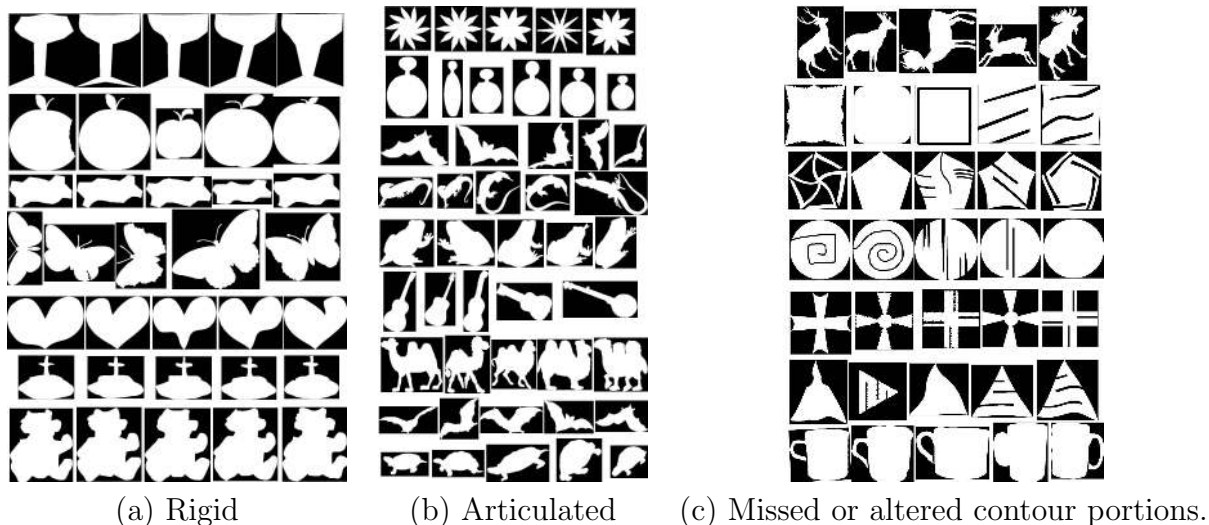 (a) Rigid
(b) Articulated
(c) Missed or altered contour portions.